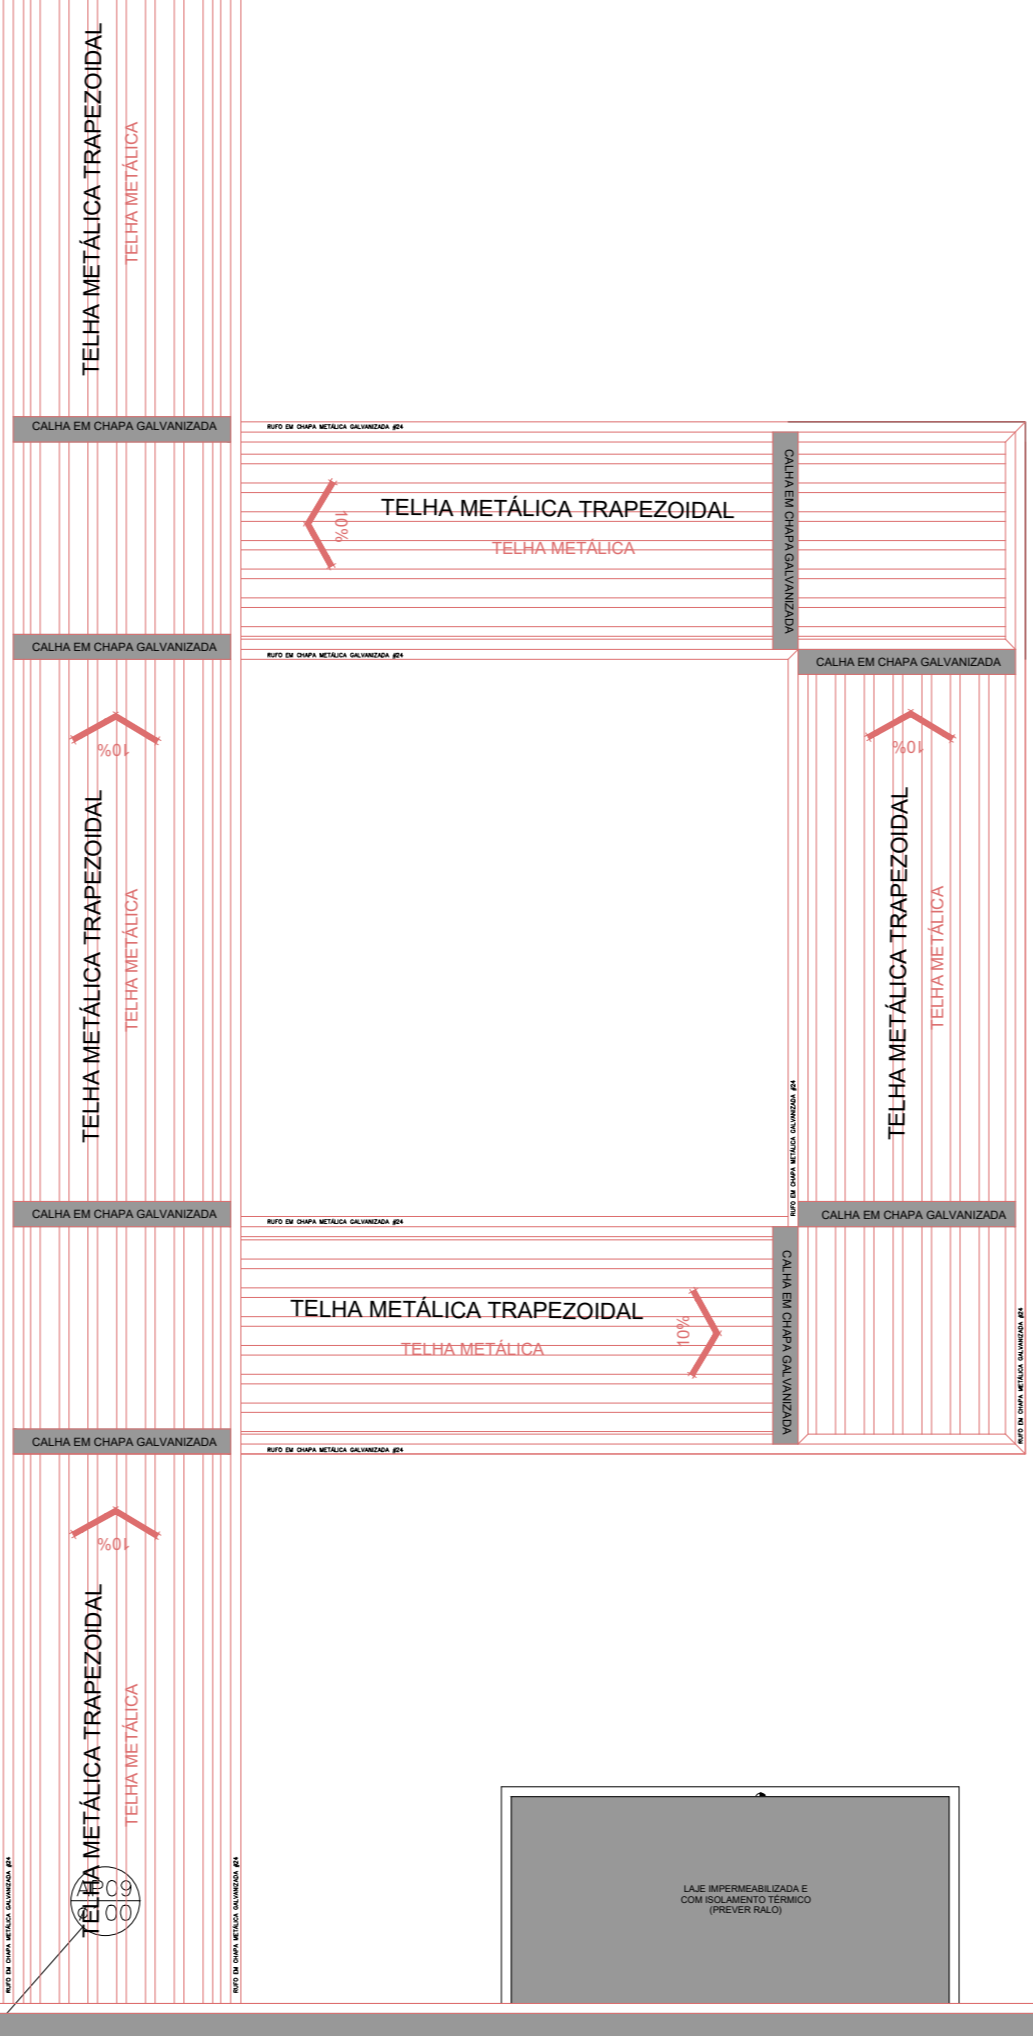 TELHA METÁLICA TRAPEZOIDAL
TELHA METÁLICA
CALHA EM CHAPA GALVANIZADA
RUFO EM CHAPA METÁLICA GALVANIZADA #24
CALHA EM CHAPA GALVANIZADA
10%
TELHA METÁLICA TRAPEZOIDAL
TELHA METÁLICA
CALHA EM CHAPA GALVANIZADA
RUFO EM CHAPA METÁLICA GALVANIZADA #24
CALHA EM CHAPA GALVANIZADA
10%
10%
TELHA METÁLICA TRAPEZOIDAL
TELHA METÁLICA
TELHA METÁLICA TRAPEZOIDAL
TELHA METÁLICA
RUFO EM CHAPA METÁLICA GALVANIZADA #24
CALHA EM CHAPA GALVANIZADA
RUFO EM CHAPA METÁLICA GALVANIZADA #24
CALHA EM CHAPA GALVANIZADA
TELHA METÁLICA TRAPEZOIDAL
TELHA METÁLICA
10%
CALHA EM CHAPA GALVANIZADA
RUFO EM CHAPA METÁLICA GALVANIZADA #24
CALHA EM CHAPA GALVANIZADA
RUFO EM CHAPA METÁLICA GALVANIZADA #24
10%
TELHA METÁLICA TRAPEZOIDAL
TELHA METÁLICA
RUFO EM CHAPA METÁLICA GALVANIZADA #24
RUFO EM CHAPA METÁLICA GALVANIZADA #24
LAJE IMPERMEABILIZADA E
COM ISOLAMENTO TÉRMICO
(PREVER RALO)